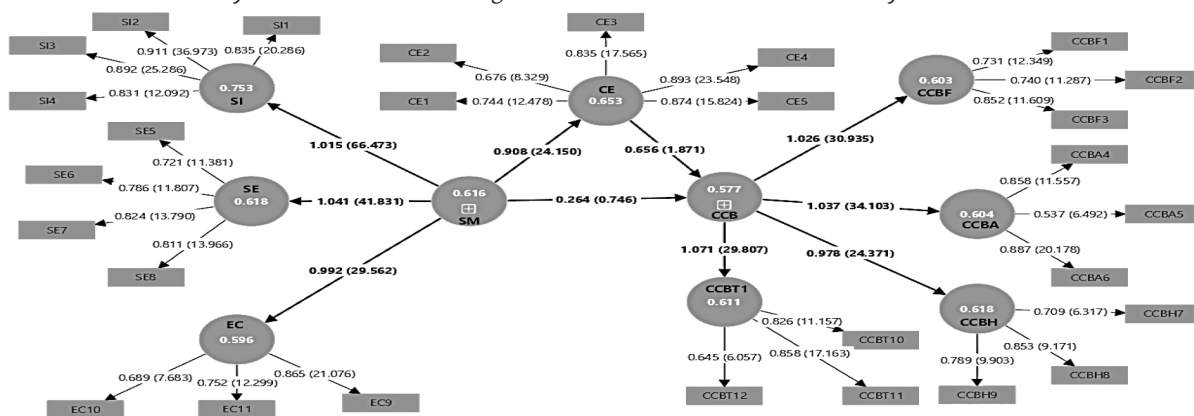 SI3
SI2
SI1
SI4
0.911 (36.973)
0.835 (20.286)
0.892 (25.286)
0.831 (12.092)
0.753
SI
SE5
SE6
SE7
SE8
0.721 (11.381)
0.786 (11.807)
0.824 (13.790)
0.811 (13.966)
SE
0.618
EC
0.596
0.689 (7.683)
0.752 (12.299)
0.865 (21.076)
EC10
EC11
EC9
1.015 (66.473)
1.041 (41.831)
0.992 (29.562)
0.616
SM
0.908 (24.150)
0.264 (0.746)
CE3
CE2
CE4
CE1
CE5
0.835 (17.565)
0.676 (8.329)
0.893 (23.548)
0.744 (12.478)
0.874 (15.824)
CE
0.653
0.656 (1.871)
0.577
CCB
1.026 (30.935)
1.037 (34.103)
0.978 (24.371)
1.071 (29.807)
0.603
CCBF
0.731 (12.349)
0.740 (11.287)
0.852 (11.609)
CCBF1
CCBF2
CCBF3
0.604
CCBA
0.858 (11.557)
0.537 (6.492)
0.887 (20.178)
CCBA4
CCBA5
CCBA6
0.618
CCBH
0.709 (6.317)
0.853 (9.171)
0.789 (9.903)
CCBH7
CCBH8
CCBH9
CCBT1
0.611
0.826 (11.157)
0.645 (6.057)
0.858 (17.163)
CCBT10
CCBT12
CCBT11